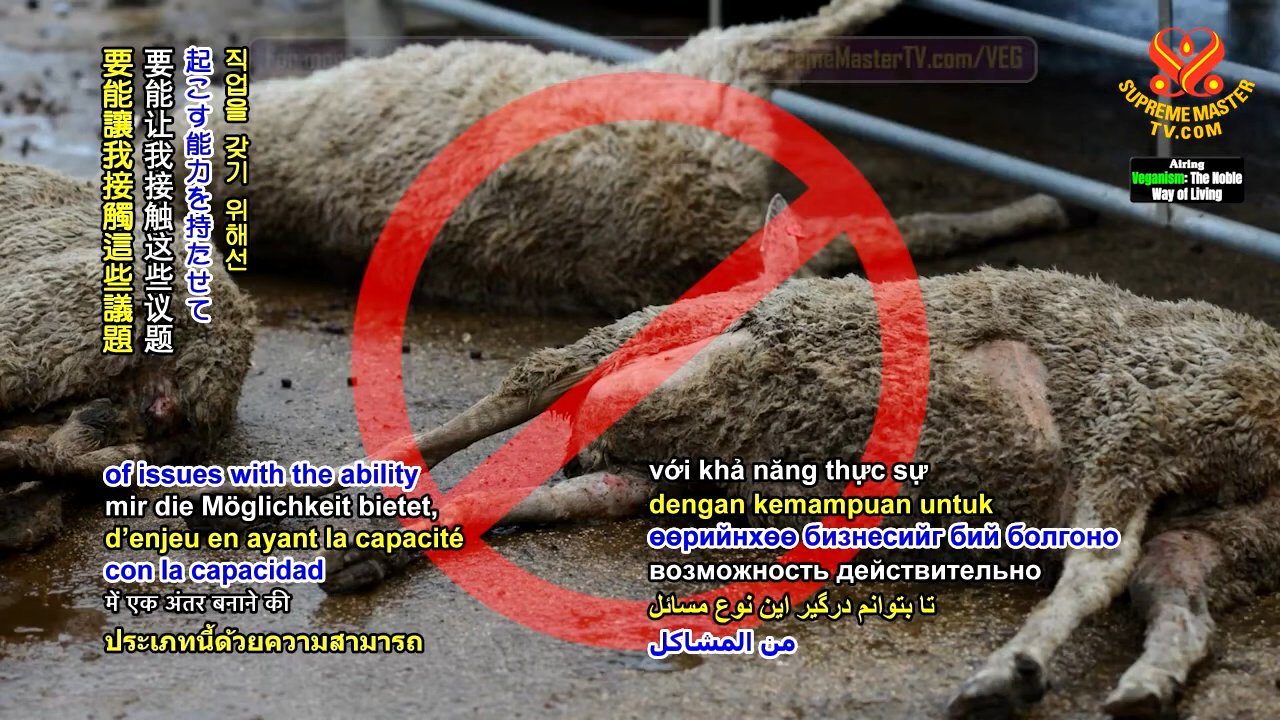 SupremeMasterTV.com/VEG
SUPREME MASTER
TV.COM
Airing
Veganism: The Noble
Way of Living
직업을 갖기 위해선
起こす能力を持たせて
要能让我接触这些议题
要能讓我接觸這些議題
of issues with the ability
mir die Möglichkeit bietet,
d’enjeu en ayant la capacité
con la capacidad
में एक अंतर बनाने की
ประเภทนี้ด้วยความสามารถ
với khả năng thực sự
dengan kemampuan untuk
өөрийнхөө бизнесийг бий болгоно
возможность действительно
تا بتوانم درگیر این نوع مسائل
من المشاكل